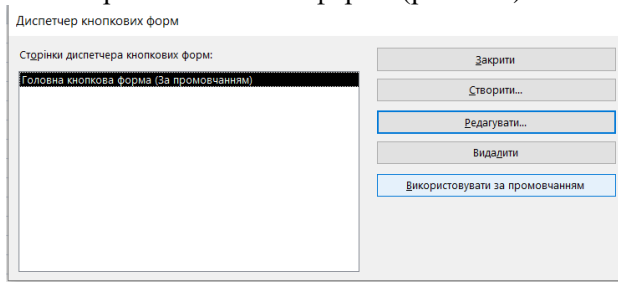 Диспетчер кнопкових форм
Сторінки диспетчера кнопкових форм:
Головна кнопкова форма (За промовчанням)
Закрити
Створити...
Редагувати...
Видалити
Використовувати за промовчанням